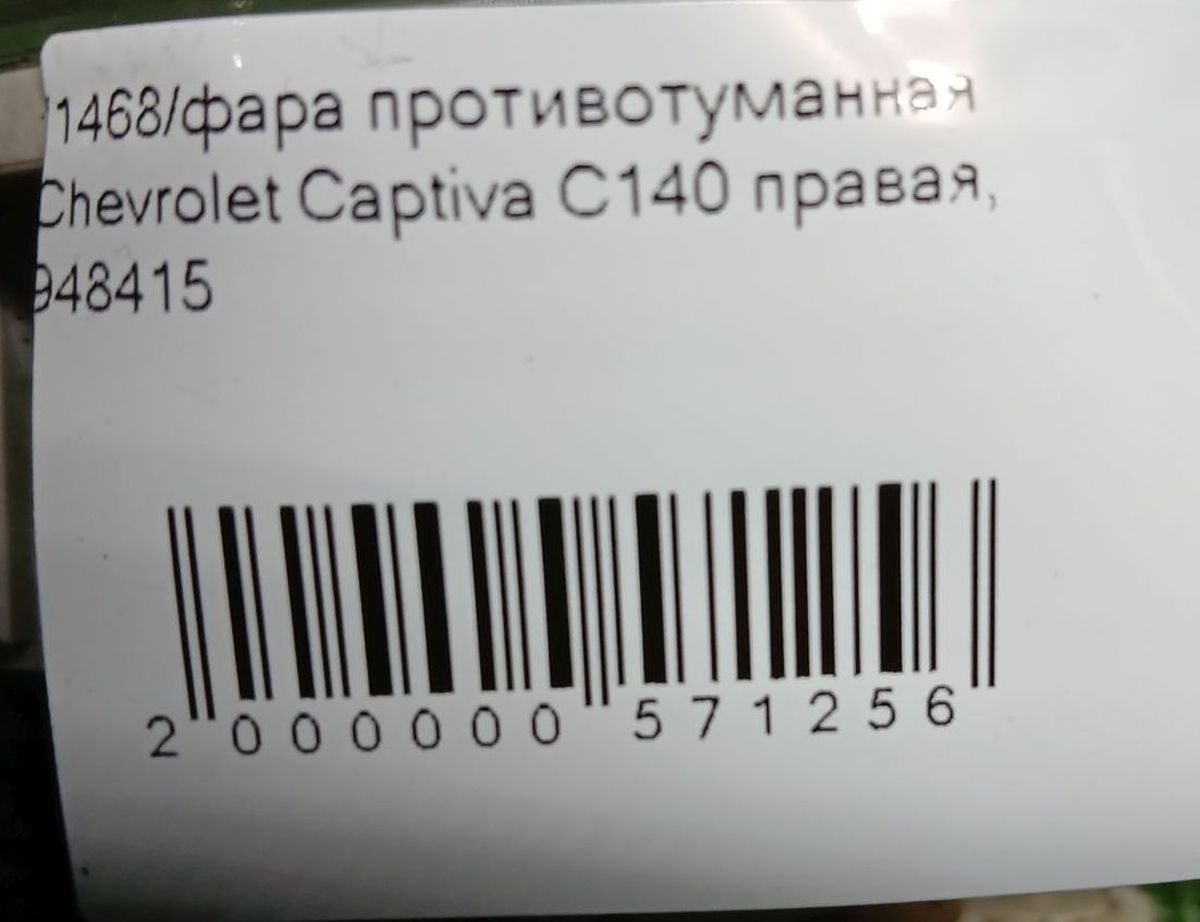 1468/фара противотуманная
Chevrolet Captiva C140 правая,
948415
2 000000 571256